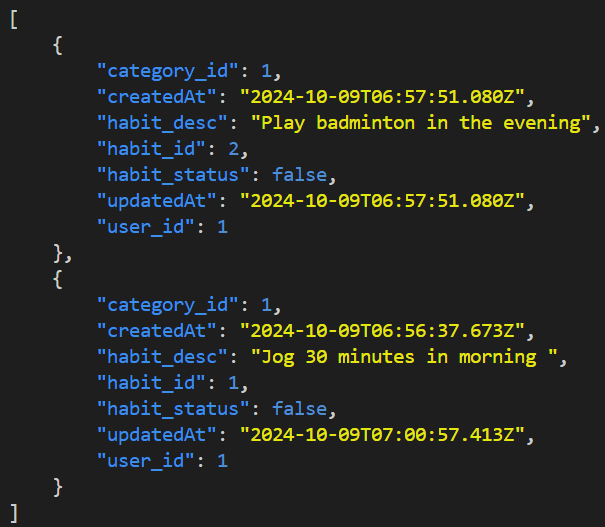 [
    {
        "category_id": 1,
        "createdAt": "2024-10-09T06:57:51.080Z",
        "habit_desc": "Play badminton in the evening",
        "habit_id": 2,
        "habit_status": false,
        "updatedAt": "2024-10-09T06:57:51.080Z",
        "user_id": 1
    },
    {
        "category_id": 1,
        "createdAt": "2024-10-09T06:56:37.673Z",
        "habit_desc": "Jog 30 minutes in morning ",
        "habit_id": 1,
        "habit_status": false,
        "updatedAt": "2024-10-09T07:00:57.413Z",
        "user_id": 1
    }
]